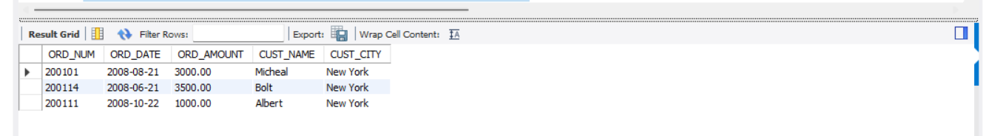 Result Grid Filter Rows: Export: Wrap Cell Content: IA
ORD_NUM ORD_DATE ORD_AMOUNT CUST_NAME CUST_CITY
200101 2008-08-21 3000.00 Micheal New York
200114 2008-06-21 3500.00 Bolt New York
200111 2008-10-22 1000.00 Albert New York